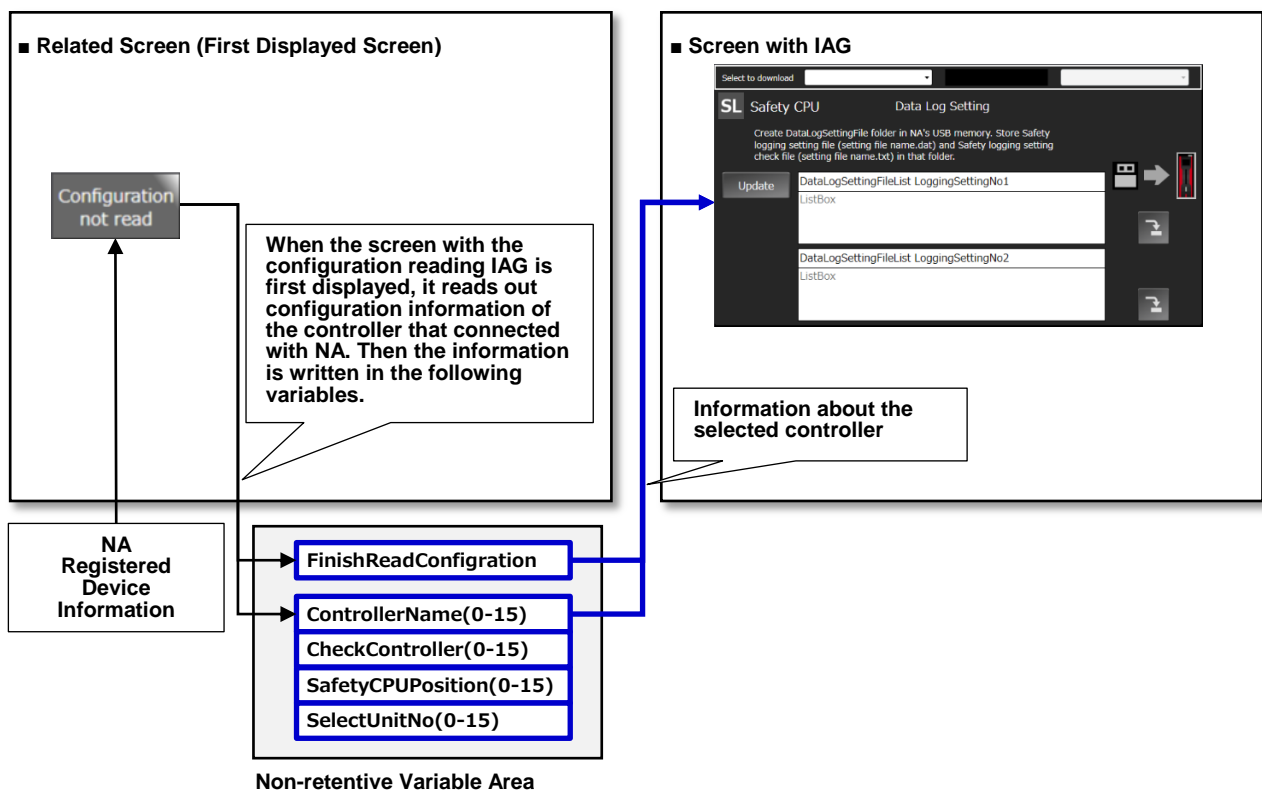 ■ Related Screen (First Displayed Screen)
Configuration
not read
When the screen with the
configuration reading IAG is
first displayed, it reads out
configuration information of
the controller that connected
with NA. Then the information
is written in the following
variables.
NA
Registered
Device
Information
FinishReadConfigration
ControllerName(0-15)
CheckController(0-15)
SafetyCPUPosition(0-15)
SelectUnitNo(0-15)
Non-retentive Variable Area
■ Screen with IAG
Select to download
SL Safety CPU Data Log Setting
Create DataLogSettingFile folder in NA's USB memory. Store Safety
logging setting file (setting file name.dat) and Safety logging setting
check file (setting file name.txt) in that folder.
Update
DataLogSettingFileList LoggingSettingNo1
ListBox
DataLogSettingFileList LoggingSettingNo2
ListBox
Information about the
selected controller